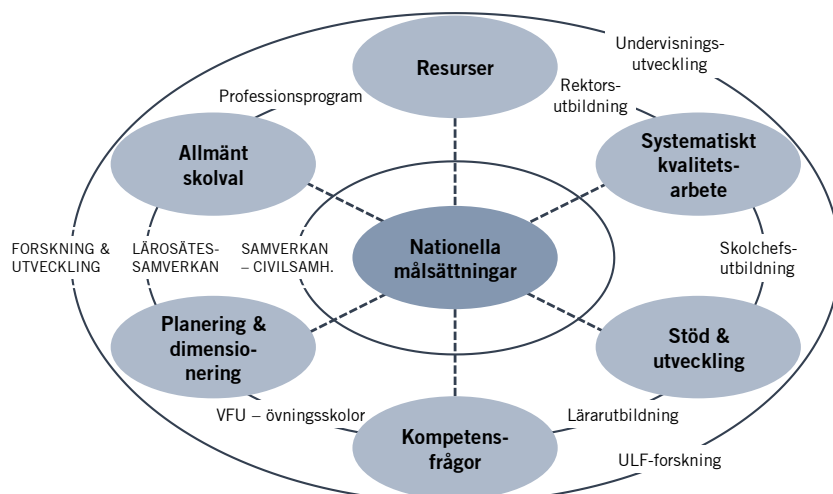 Undervisnings-
utveckling
Resurser
Professionsprogram
Rektors-
utbildning
Allmänt
skolval
Systematiskt
kvalitets-
arbete
FORSKNING &
UTVECKLING
LÄROSÄTES-
SAMVERKAN
SAMVERKAN
– CIVILSAMH.
Nationella
målsättningar
Skolchefs-
utbildning
Planering &
dimensio-
nering
Stöd &
utveckling
VFU – övningsskolor
Kompetens-
frågor
Lärarutbildning
ULF-forskning